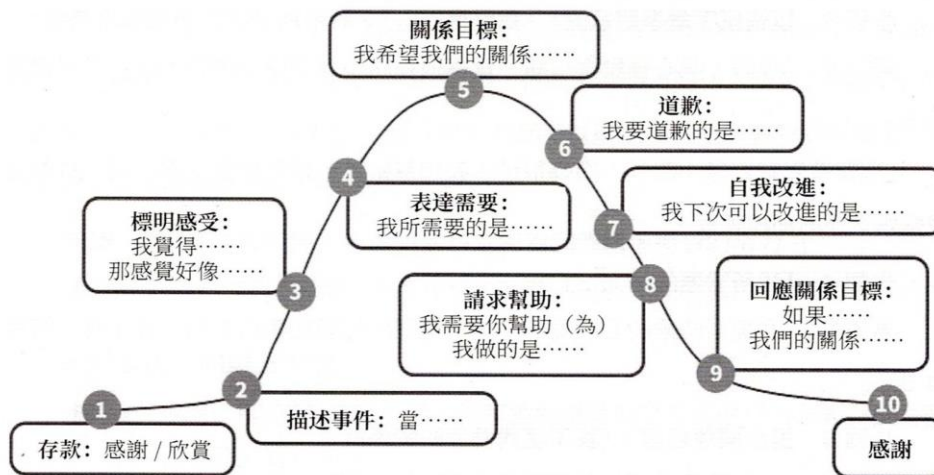 1
存款：感謝 / 欣賞
2
描述事件：當……
3
標明感受：
我覺得……
那感覺好像……
4
表達需要：
我所需要的是……
5
關係目標：
我希望我們的關係……
6
道歉：
我要道歉的是……
7
自我改進：
我下次可以改進的是……
8
請求幫助：
我需要你幫助（為）
我做的是……
9
回應關係目標：
如果……
我們的關係……
10
感謝